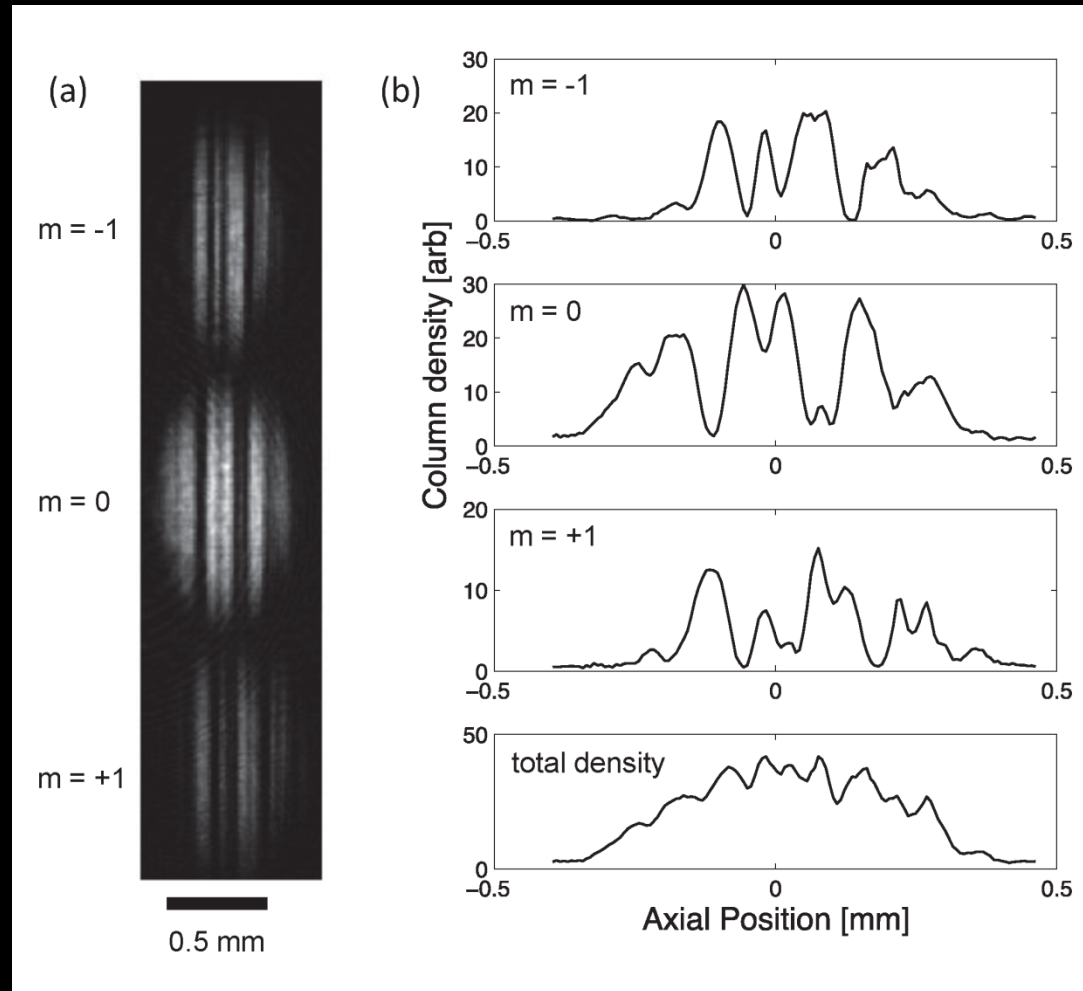 (a)
m = -1
m = 0
m = +1
0.5 mm
(b)
Column density [arb]
m = -1
30
20
10
0
−0.5
0
0.5
m = 0
30
20
10
0
−0.5
0
0.5
m = +1
20
10
0
−0.5
0
0.5
total density
50
0
−0.5
0
0.5
Axial Position [mm]